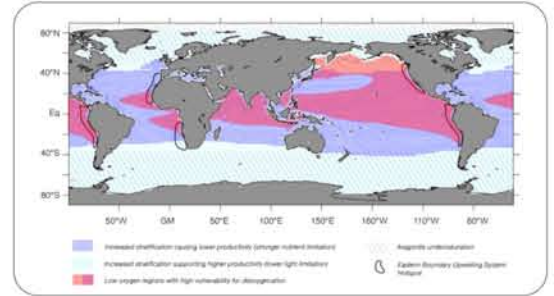 80°N
40°N
Eq
40°S
80°S
50°W GM 50°E 100°E 150°E 160°W 110°W 60°W
Increased stratification causing lower productivity (stronger nutrient limitation)
Increased stratification supporting higher productivity (lower light limitation)
Low oxygen regions with high vulnerability for deoxygenation
Aragonite undersaturation
Eastern Boundary Upwelling System
Hotspot